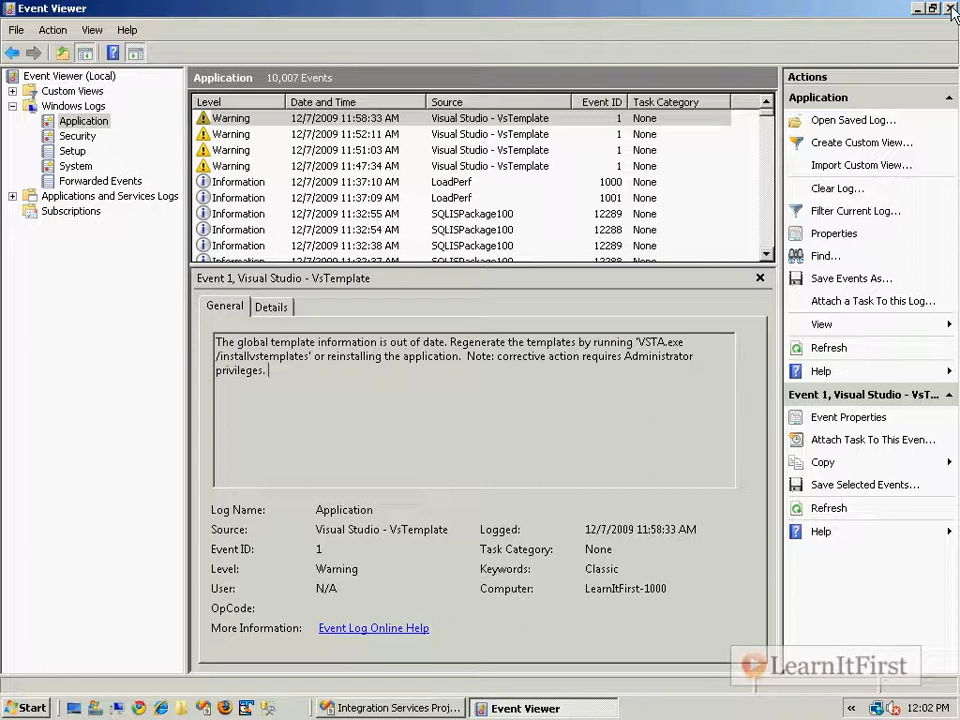 Event Viewer
File Action View Help
Event Viewer (Local)
Custom Views
Windows Logs
Application
Security
Setup
System
Forwarded Events
Applications and Services Logs
Subscriptions
Application 10,007 Events
Level Date and Time Source Event ID Task Category
Warning 12/7/2009 11:58:33 AM Visual Studio - VsTemplate 1 None
Warning 12/7/2009 11:52:11 AM Visual Studio - VsTemplate 1 None
Warning 12/7/2009 11:51:03 AM Visual Studio - VsTemplate 1 None
Warning 12/7/2009 11:47:34 AM Visual Studio - VsTemplate 1 None
Information 12/7/2009 11:37:10 AM LoadPerf 1000 None
Information 12/7/2009 11:37:09 AM LoadPerf 1001 None
Information 12/7/2009 11:32:55 AM SQLISPackage100 12289 None
Information 12/7/2009 11:32:54 AM SQLISPackage100 12288 None
Information 12/7/2009 11:32:38 AM SQLISPackage100 12289 None
Information 12/7/2009 11:32:37 AM SQLISPackage100 12288 None
Event 1, Visual Studio - VsTemplate
General Details
The global template information is out of date. Regenerate the templates by running 'VSTA.exe
/installvstemplates' or reinstalling the application. Note: corrective action requires Administrator
privileges.
Log Name: Application
Source: Visual Studio - VsTemplate Logged: 12/7/2009 11:58:33 AM
Event ID: 1 Task Category: None
Level: Warning Keywords: Classic
User: N/A Computer: LearnItFirst-1000
OpCode:
More Information: Event Log Online Help
Actions
Application
Open Saved Log...
Create Custom View...
Import Custom View...
Clear Log...
Filter Current Log...
Properties
Find...
Save Events As...
Attach a Task To this Log...
View
Refresh
Help
Event 1, Visual Studio - VsT...
Event Properties
Attach Task To This Even...
Copy
Save Selected Events...
Refresh
Help
LearnItFirst
Start Integration Services Proj... Event Viewer 12:02 PM